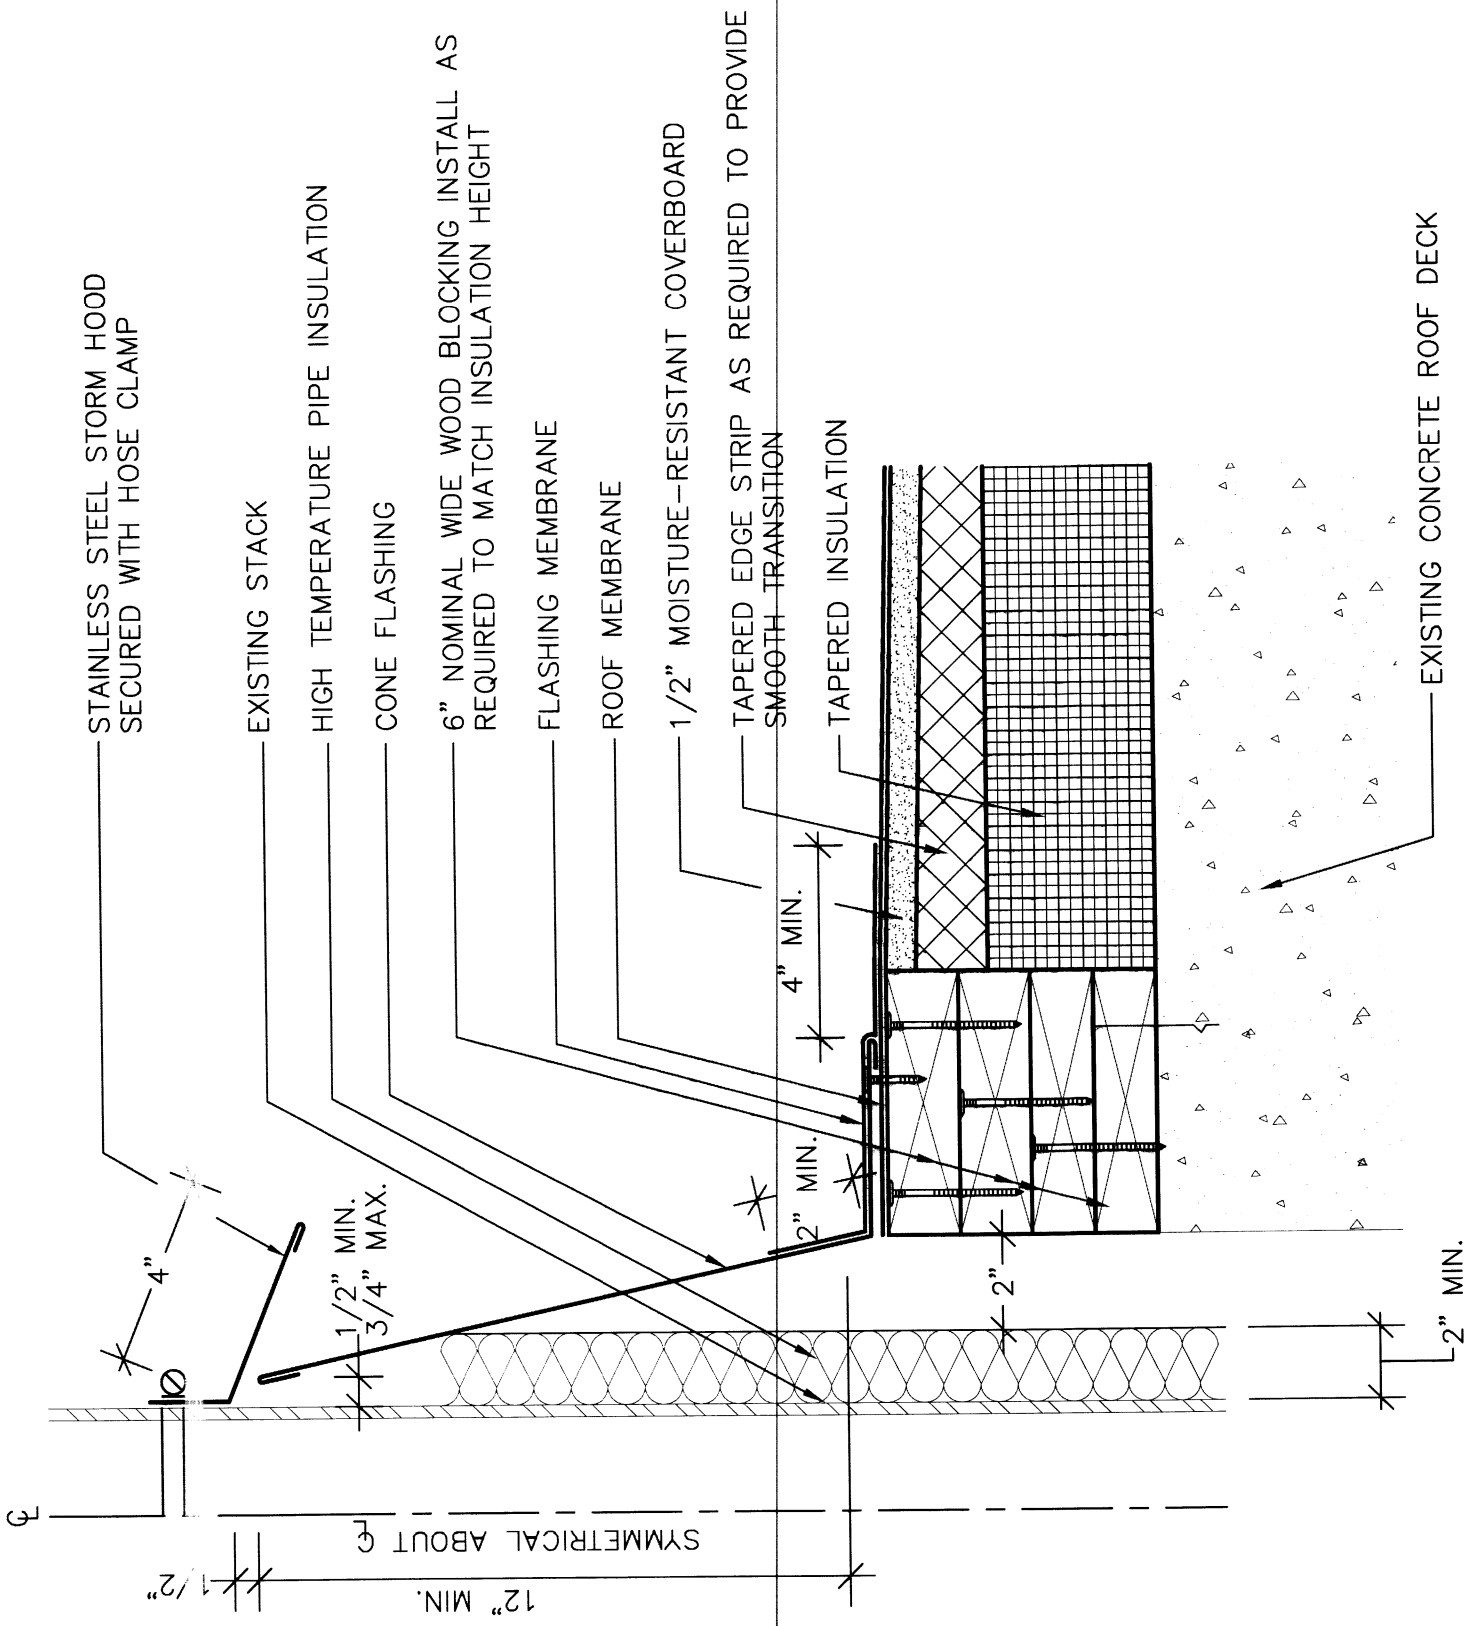 STAINLESS STEEL STORM HOOD
SECURED WITH HOSE CLAMP
EXISTING STACK
HIGH TEMPERATURE PIPE INSULATION
CONE FLASHING
6" NOMINAL WIDE WOOD BLOCKING INSTALL AS
REQUIRED TO MATCH INSULATION HEIGHT
FLASHING MEMBRANE
ROOF MEMBRANE
1/2" MOISTURE-RESISTANT COVERBOARD
TAPERED EDGE STRIP AS REQUIRED TO PROVIDE
SMOOTH TRANSITION
TAPERED INSULATION
EXISTING CONCRETE ROOF DECK
4"
1/2" MIN.
3/4" MAX.
4" MIN.
2" MIN.
2"
2" MIN.
℄
SYMMETRICAL ABOUT ℄
1/2"
12" MIN.